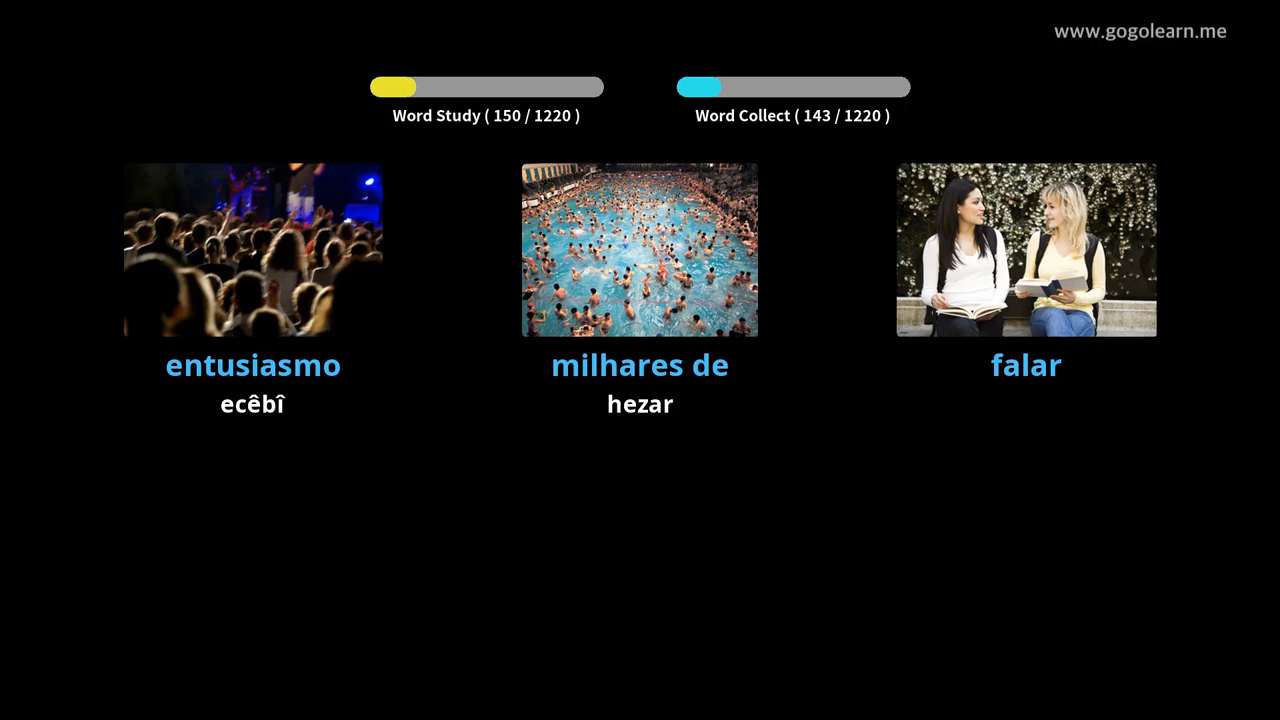 www.gogolearn.me
Word Study ( 150 / 1220 )
Word Collect ( 143 / 1220 )
entusiasmo
ecêbî
milhares de
hezar
falar